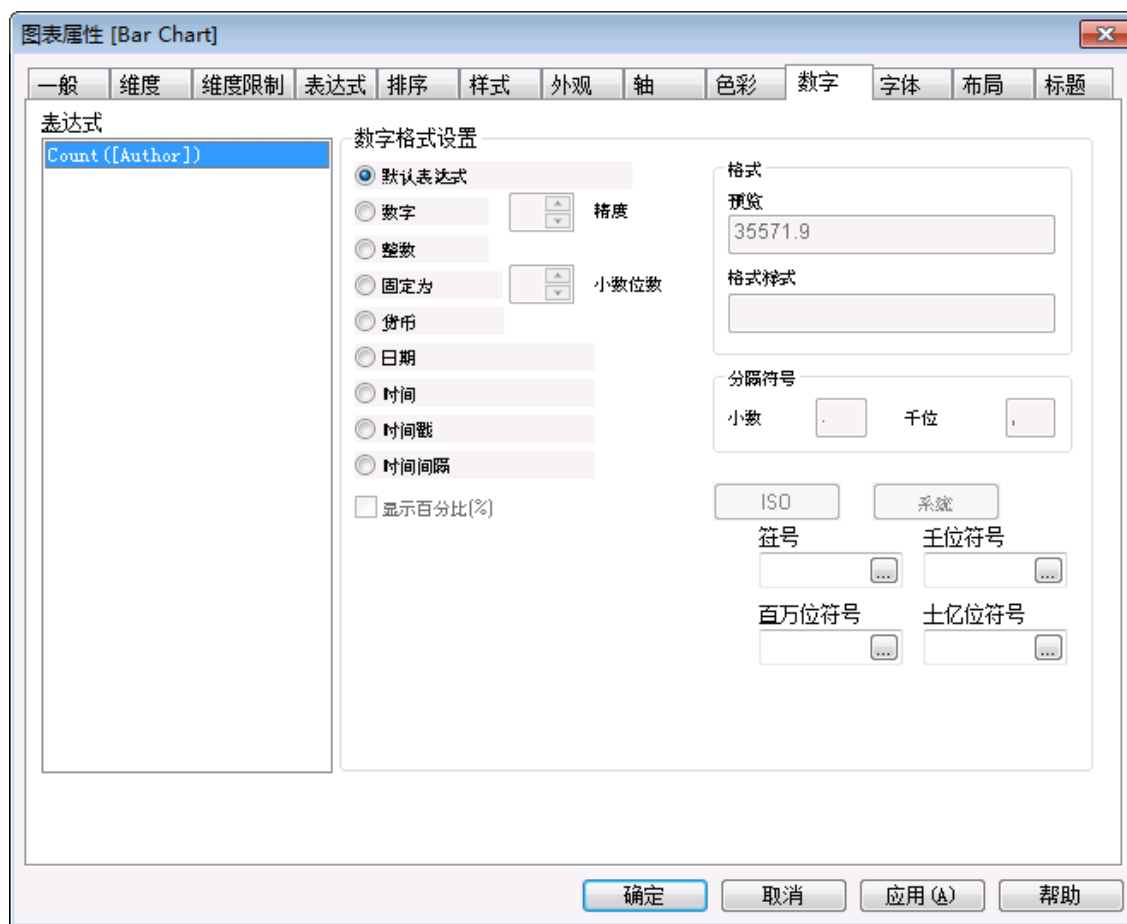 图表属性 [Bar Chart]
一般 维度 维度限制 表达式 排序 样式 外观 轴 色彩 数字 字体 布局 标题
表达式
Count([Author])
数字格式设置
默认表达式
数字 精度
整数
固定为 小数位数
货币
日期
时间
时间戳
时间间隔
显示百分比(%)
格式
预览
35571.9
格式样式
分隔符号
小数 . 千位 ,
ISO 系统
符号 千位符号
... ...
百万位符号 十亿位符号
... ...
确定 取消 应用(A) 帮助